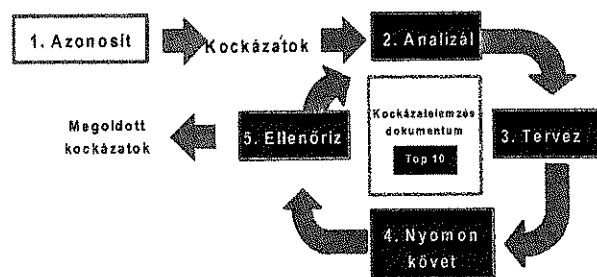 1. Azonosít
Kockázatok
2. Analizál
Kockázatelemzés
dokumentum
Top 10
3. Tervez
4. Nyomon
követ
5. Ellenőriz
Megoldott
kockázatok